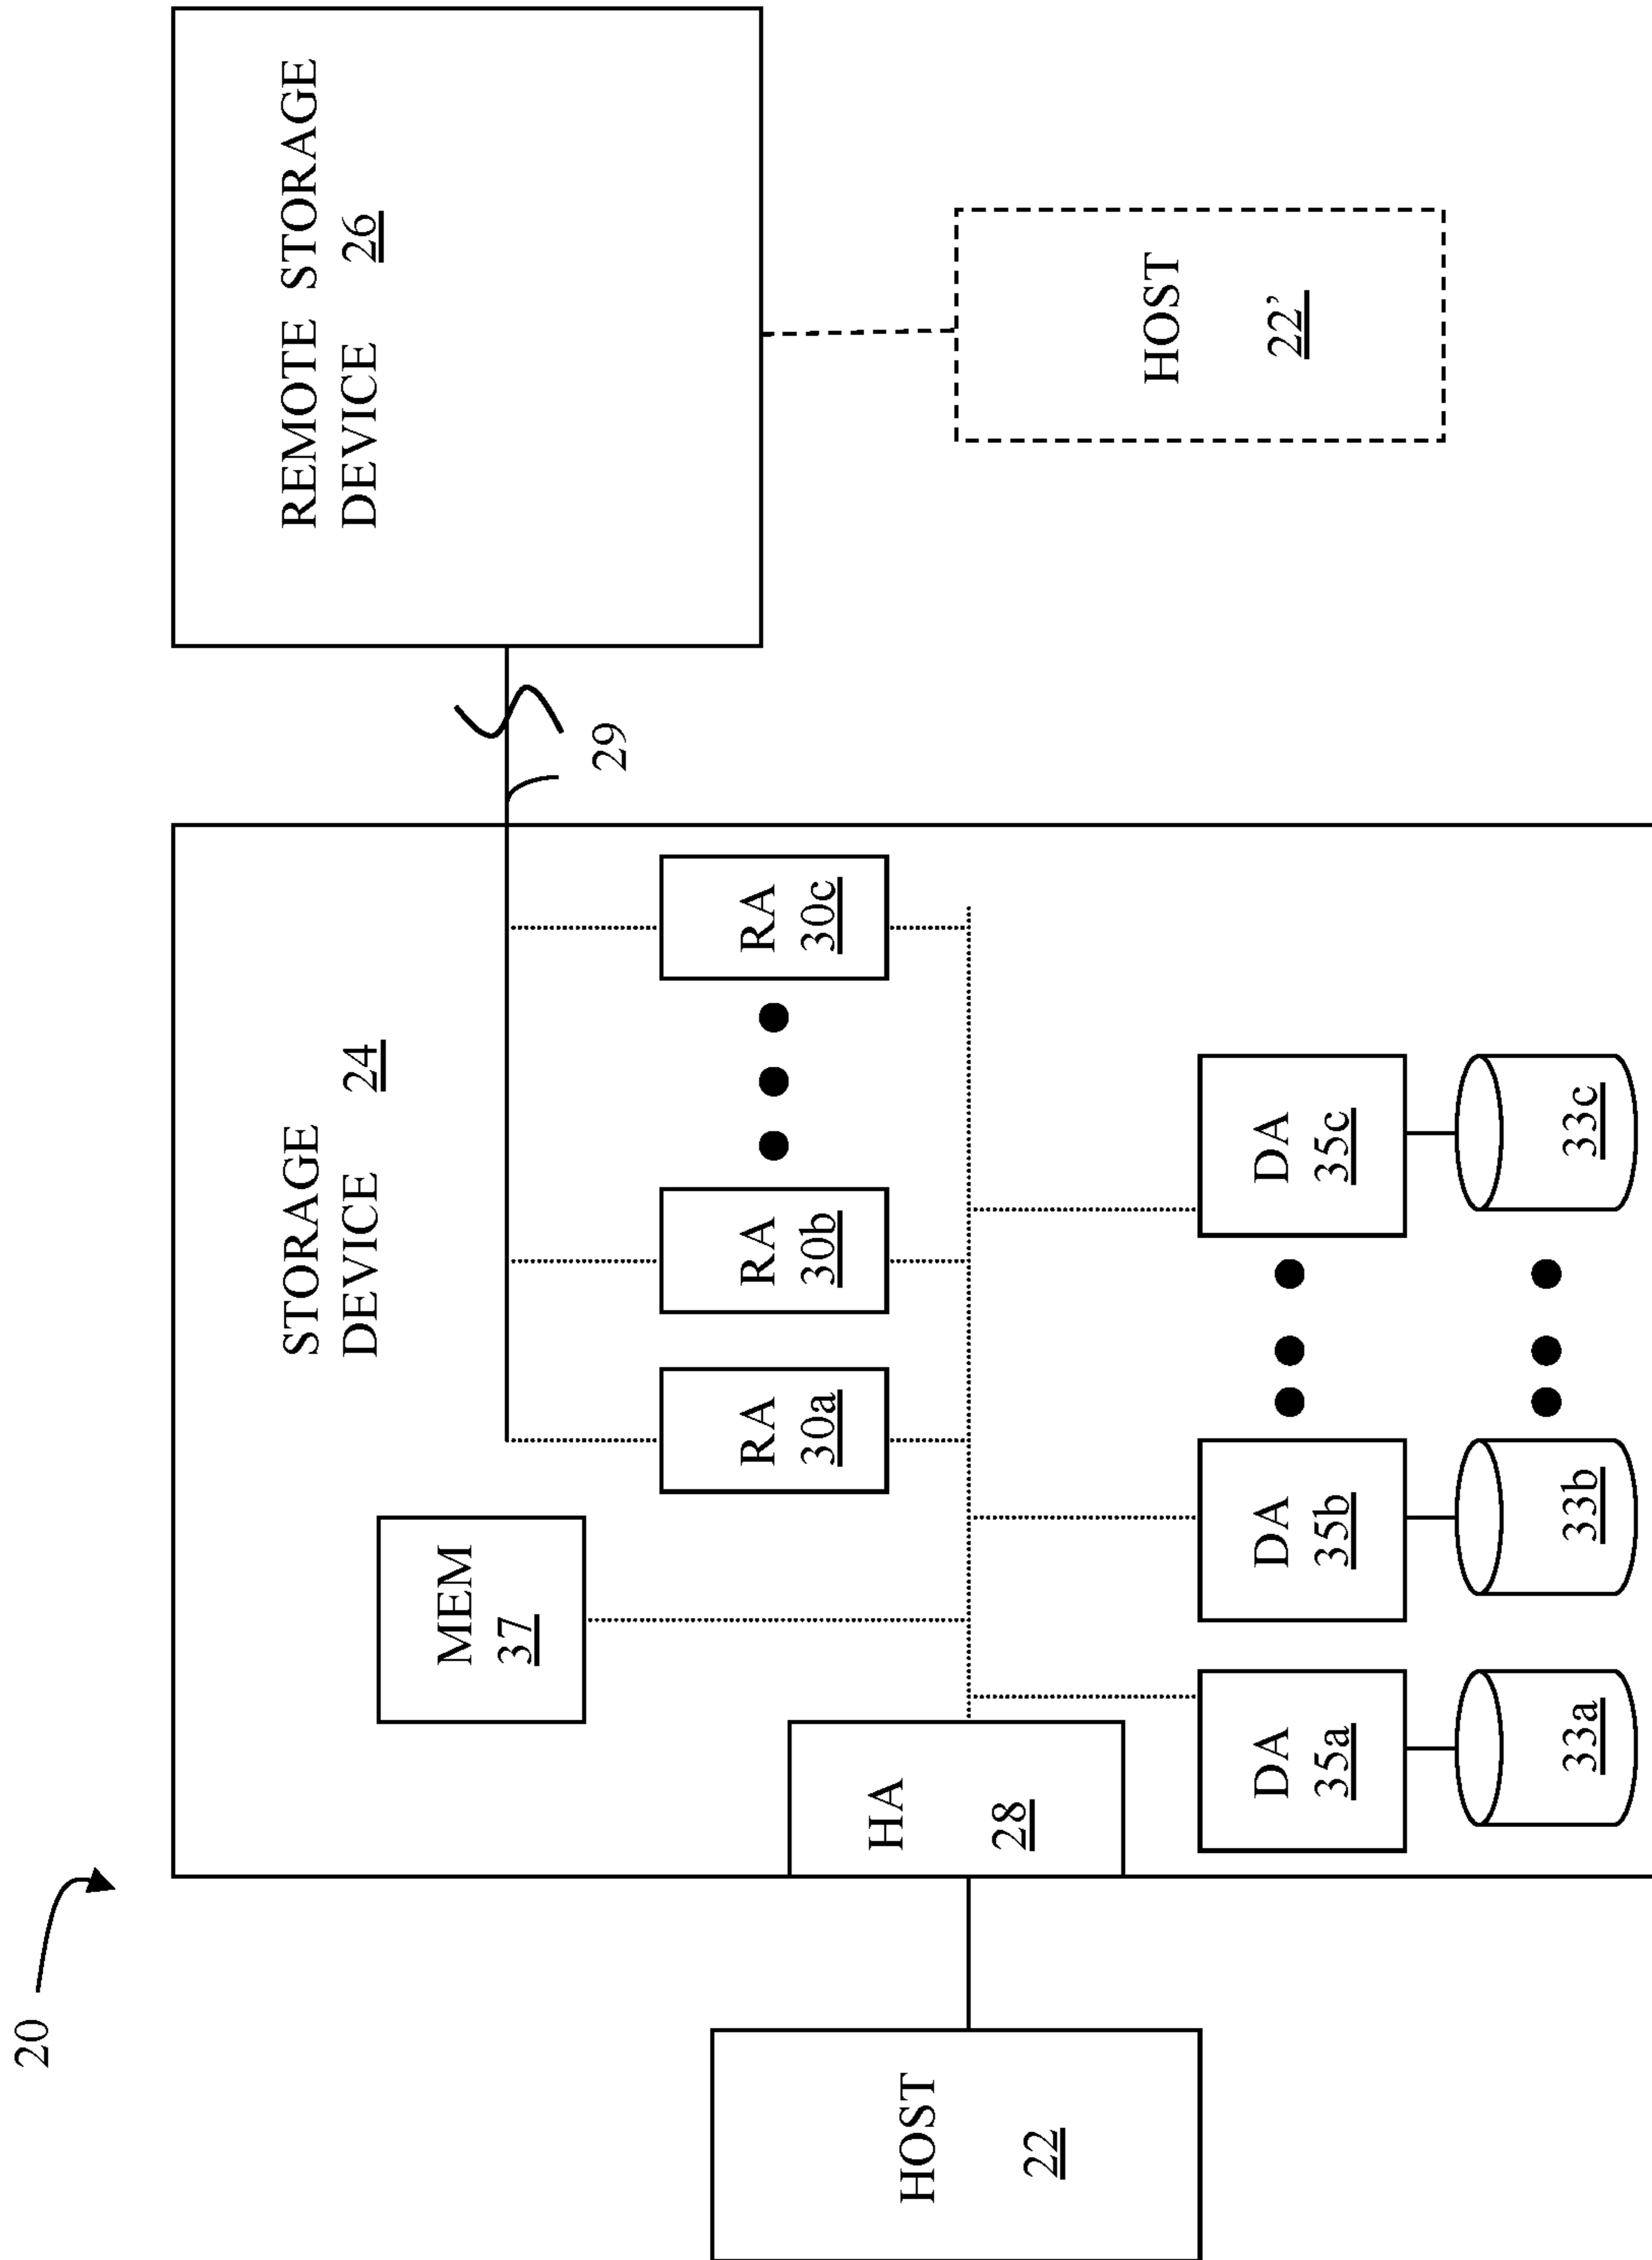 20
STORAGE
DEVICE 24
REMOTE STORAGE
DEVICE 26
MEM
37
29
RA
30a
RA
30b
RA
30c
HOST
22
HA
28
HOST
22’
DA
35a
DA
35b
DA
35c
33a
33b
33c